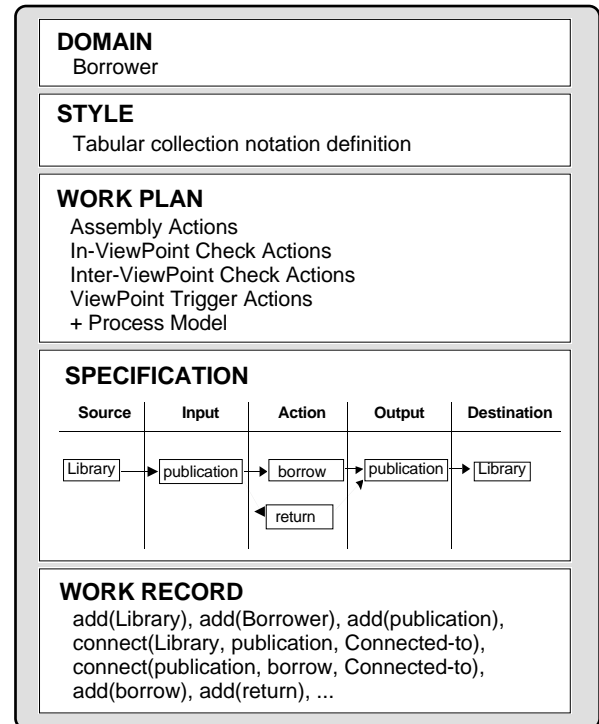 DOMAIN
Borrower
STYLE
Tabular collection notation definition
WORK PLAN
Assembly Actions
In-ViewPoint Check Actions
Inter-ViewPoint Check Actions
ViewPoint Trigger Actions
+ Process Model
SPECIFICATION
Source Input Action Output Destination
Library publication borrow publication Library
return
WORK RECORD
add(Library), add(Borrower), add(publication),
connect(Library, publication, Connected-to),
connect(publication, borrow, Connected-to),
add(borrow), add(return), ...